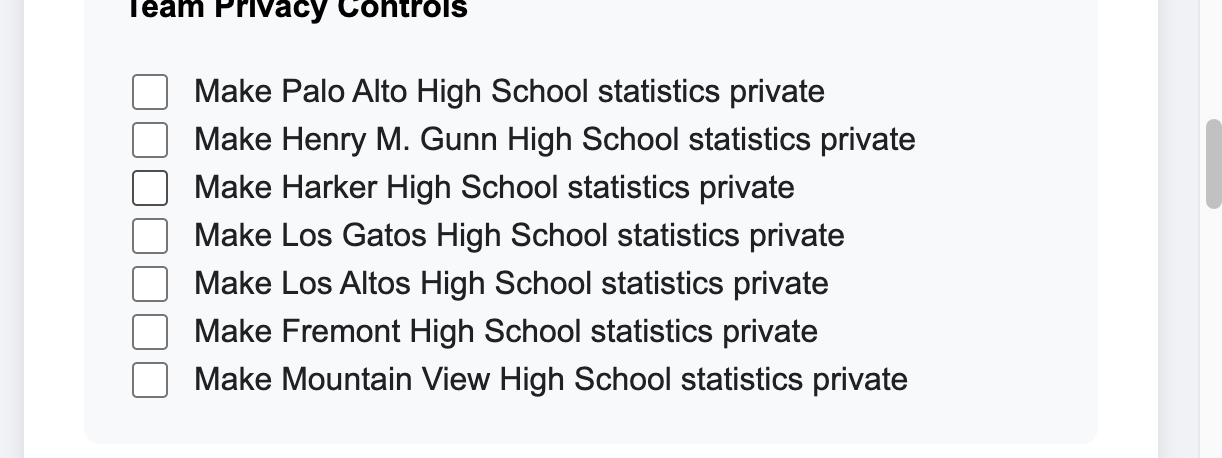 Team Privacy Controls
Make Palo Alto High School statistics private
Make Henry M. Gunn High School statistics private
Make Harker High School statistics private
Make Los Gatos High School statistics private
Make Los Altos High School statistics private
Make Fremont High School statistics private
Make Mountain View High School statistics private